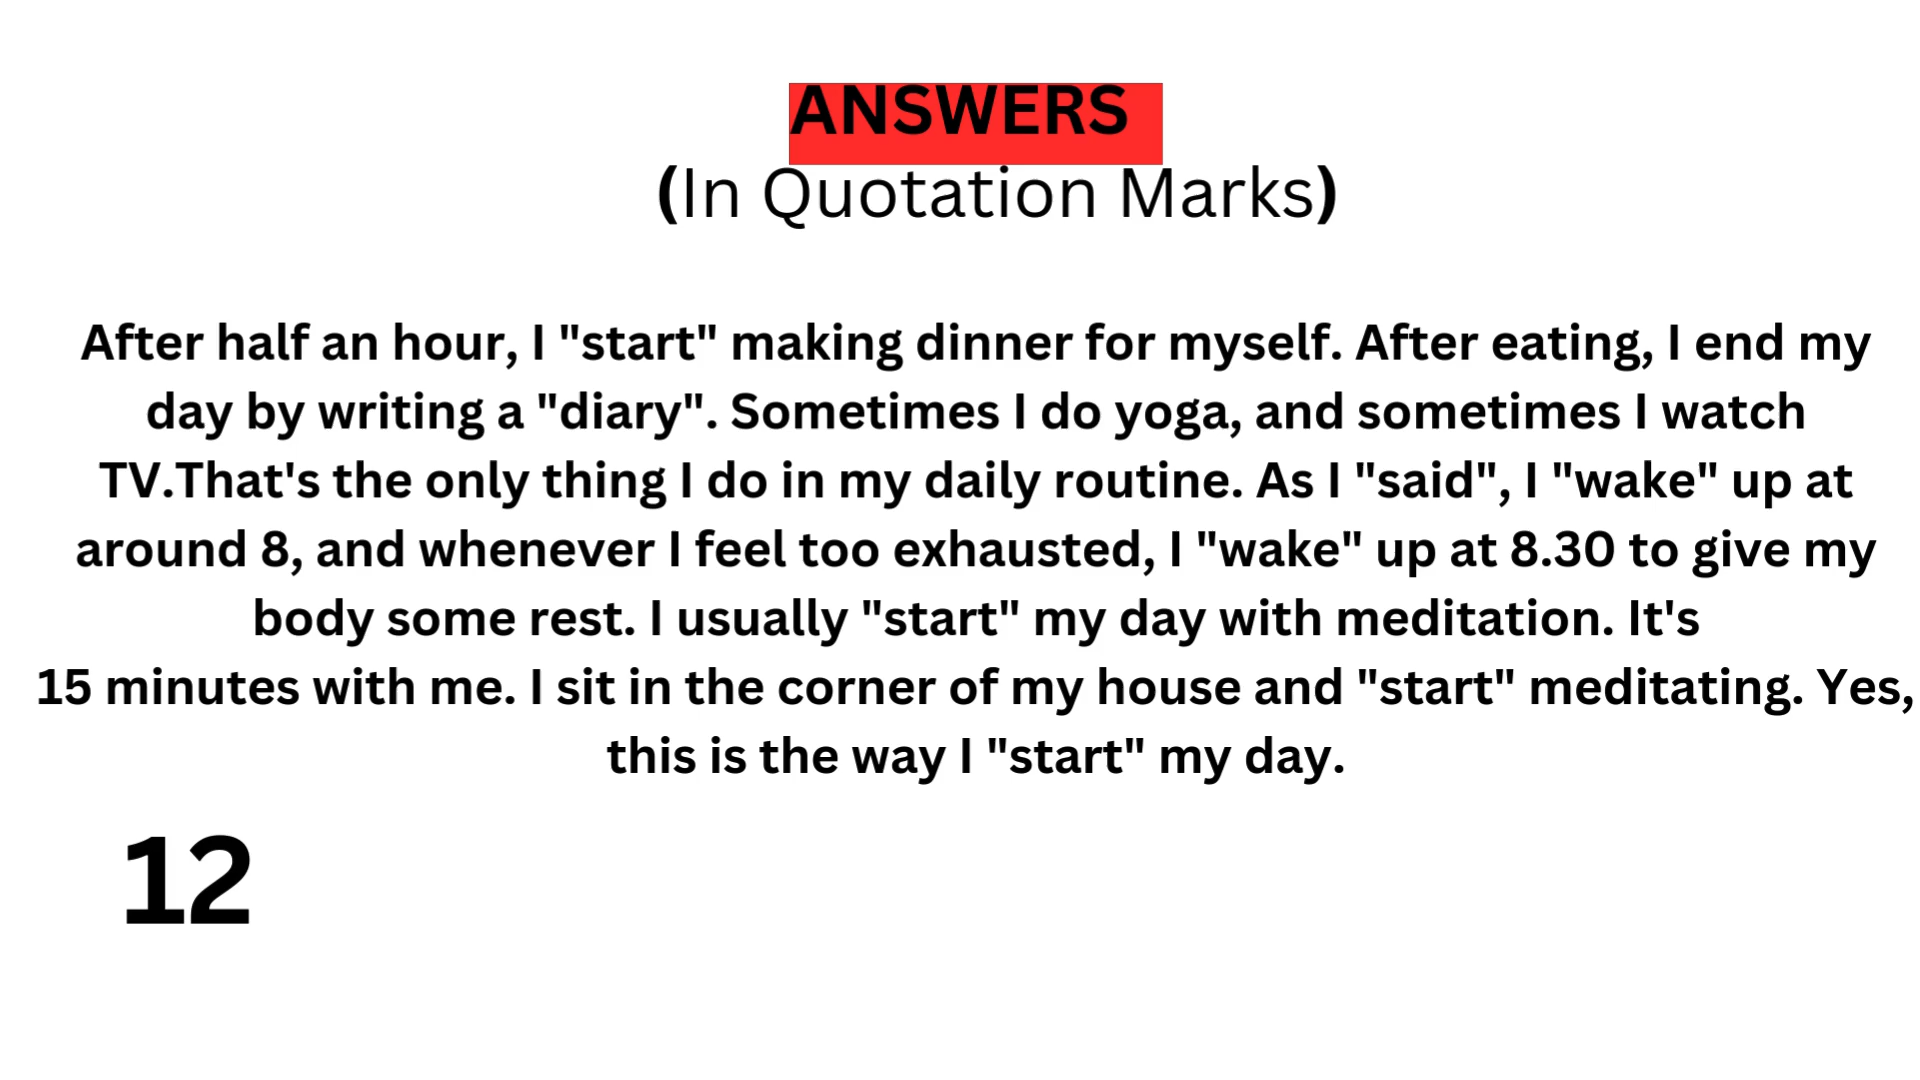 ANSWERS
(In Quotation Marks)
After half an hour, I "start" making dinner for myself. After eating, I end my
day by writing a "diary". Sometimes I do yoga, and sometimes I watch
TV.That's the only thing I do in my daily routine. As I "said", I "wake" up at
around 8, and whenever I feel too exhausted, I "wake" up at 8.30 to give my
body some rest. I usually "start" my day with meditation. It's
15 minutes with me. I sit in the corner of my house and "start" meditating. Yes,
this is the way I "start" my day.
12